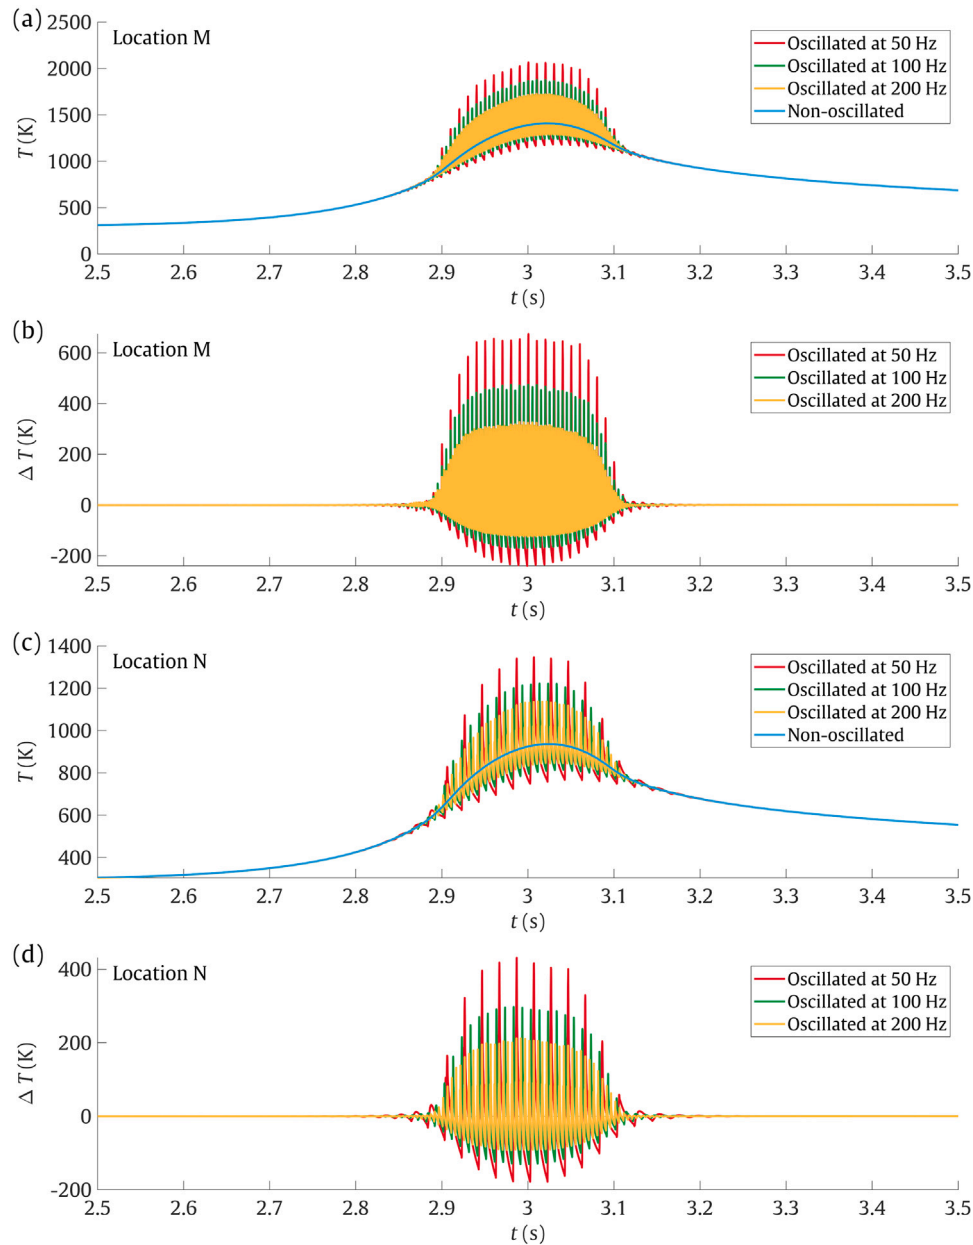 (a)
2500
2000
1500
1000
500
0
T (K)
Location M
Oscillated at 50 Hz
Oscillated at 100 Hz
Oscillated at 200 Hz
Non-oscillated
2.5 2.6 2.7 2.8 2.9 3 3.1 3.2 3.3 3.4 3.5
t (s)
(b)
600
400
200
0
-200
Δ T (K)
Location M
Oscillated at 50 Hz
Oscillated at 100 Hz
Oscillated at 200 Hz
2.5 2.6 2.7 2.8 2.9 3 3.1 3.2 3.3 3.4 3.5
t (s)
(c)
1400
1200
1000
800
600
400
T (K)
Location N
Oscillated at 50 Hz
Oscillated at 100 Hz
Oscillated at 200 Hz
Non-oscillated
2.5 2.6 2.7 2.8 2.9 3 3.1 3.2 3.3 3.4 3.5
t (s)
(d)
400
200
0
-200
Δ T (K)
Location N
Oscillated at 50 Hz
Oscillated at 100 Hz
Oscillated at 200 Hz
2.5 2.6 2.7 2.8 2.9 3 3.1 3.2 3.3 3.4 3.5
t (s)